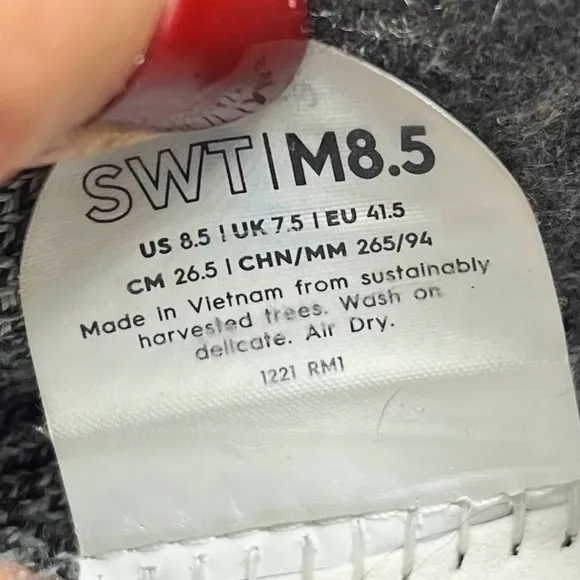 SWT | M8.5
US 8.5 | UK 7.5 | EU 41.5
CM 26.5 | CHN/MM 265/94
Made in Vietnam from sustainably
harvested trees. Wash on
delicate. Air Dry.
1221 RM1